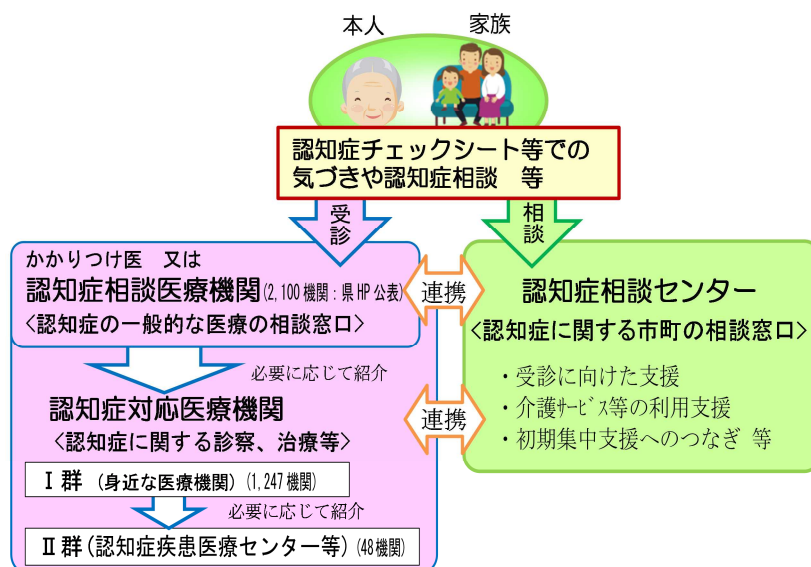 本人
家族
認知症チェックシート等での
気づきや認知症相談 等
受診
相談
かかりつけ医 又は
認知症相談医療機関(2,100機関:県HP公表)
<認知症の一般的な医療の相談窓口>
連携
認知症相談センター
<認知症に関する市町の相談窓口>
・受診に向けた支援
・介護サービス等の利用支援
・初期集中支援へのつなぎ 等
必要に応じて紹介
認知症対応医療機関
<認知症に関する診察、治療等>
連携
Ⅰ群 (身近な医療機関)(1,247機関)
必要に応じて紹介
Ⅱ群(認知症疾患医療センター等)(48機関)